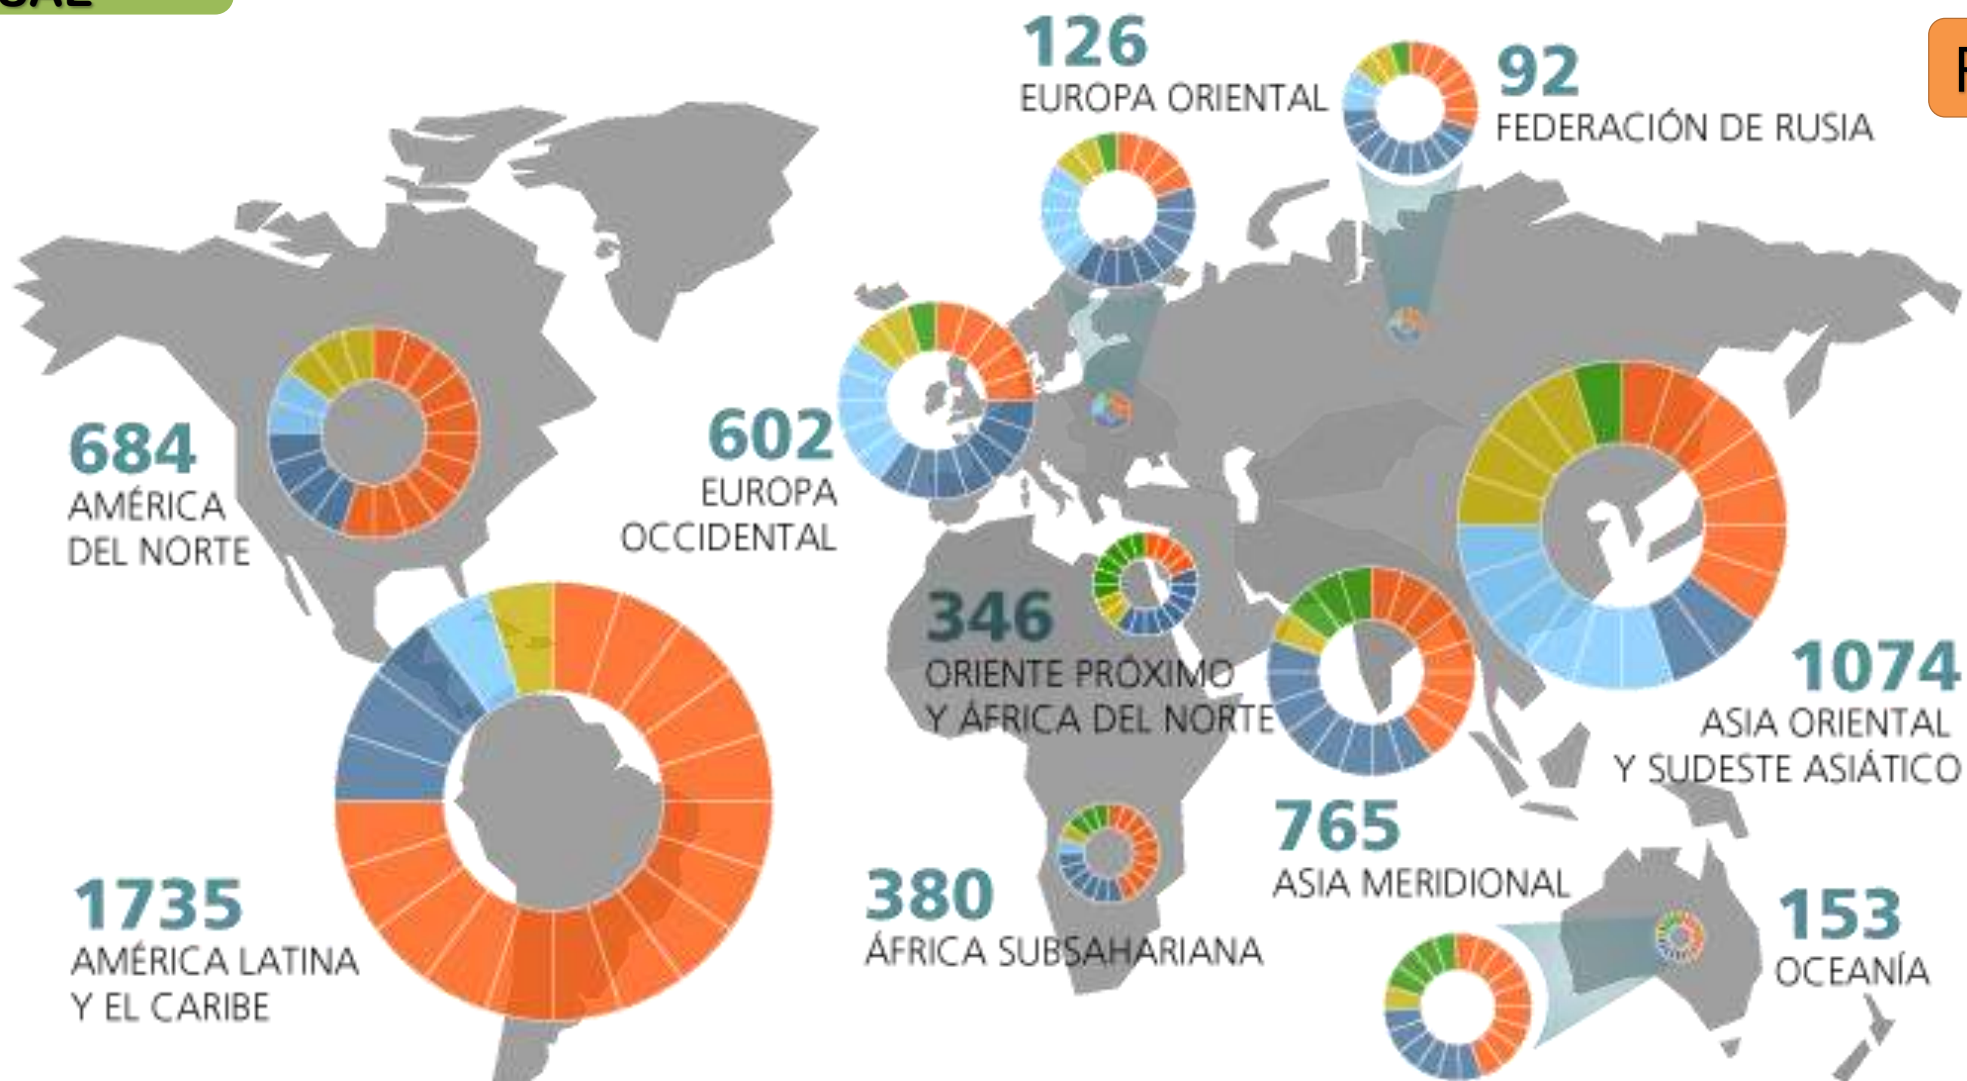 126
EUROPA ORIENTAL
92
FEDERACIÓN DE RUSIA
684
AMÉRICA
DEL NORTE
602
EUROPA
OCCIDENTAL
346
ORIENTE PRÓXIMO
Y ÁFRICA DEL NORTE
1074
ASIA ORIENTAL
Y SUDESTE ASIÁTICO
765
ASIA MERIDIONAL
380
ÁFRICA SUBSAHARIANA
1735
AMÉRICA LATINA
Y EL CARIBE
153
OCEANÍA